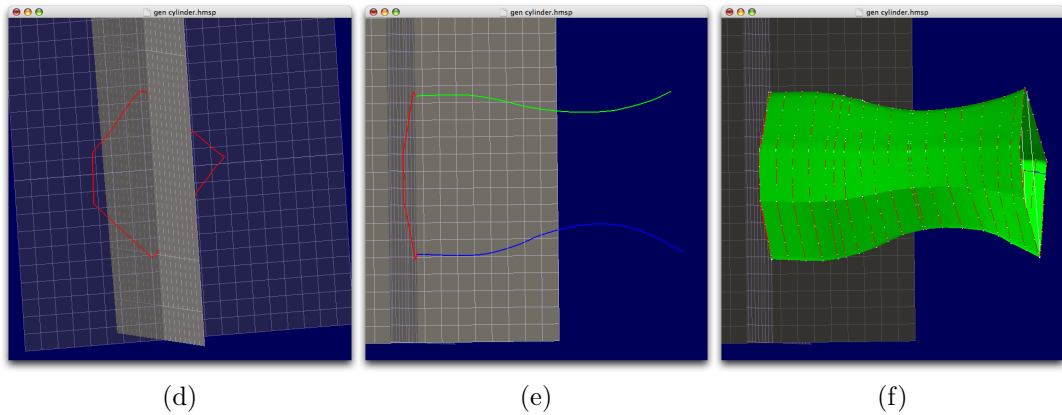 gen cylinder.hmsp
gen cylinder.hmsp
gen cylinder.hmsp
(d)
(e)
(f)